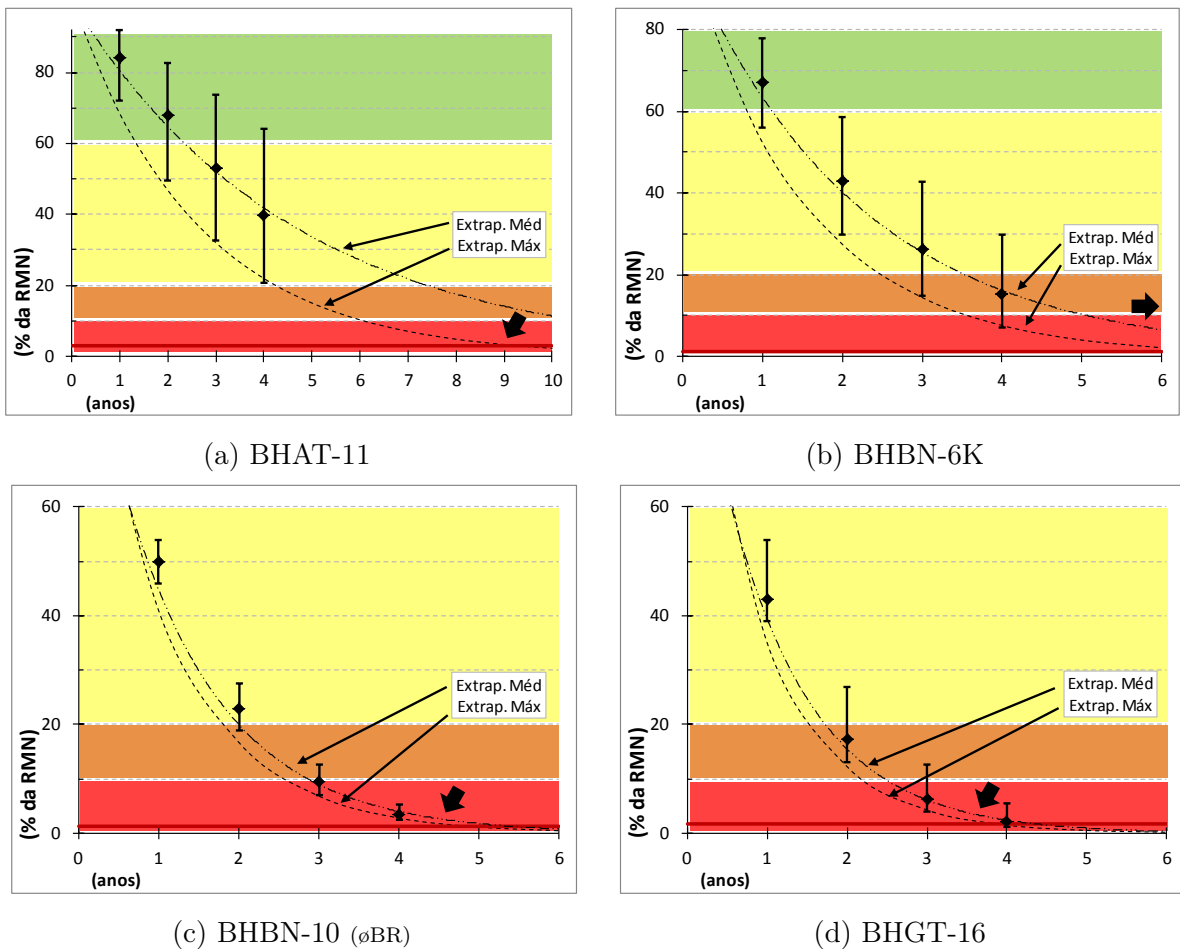 80
60
40
20
0
(% da RMN)
Extrap. Méd
Extrap. Máx
0 1 2 3 4 5 6 7 8 9 10
(anos)
(a) BHAT-11
80
60
40
20
0
(% da RMN)
Extrap. Méd
Extrap. Máx
0 1 2 3 4 5 6
(anos)
(b) BHBN-6K
60
40
20
0
(% da RMN)
Extrap. Méd
Extrap. Máx
0 1 2 3 4 5 6
(anos)
(c) BHBN-10 (øBR)
60
40
20
0
(% da RMN)
Extrap. Méd
Extrap. Máx
0 1 2 3 4 5 6
(anos)
(d) BHGT-16